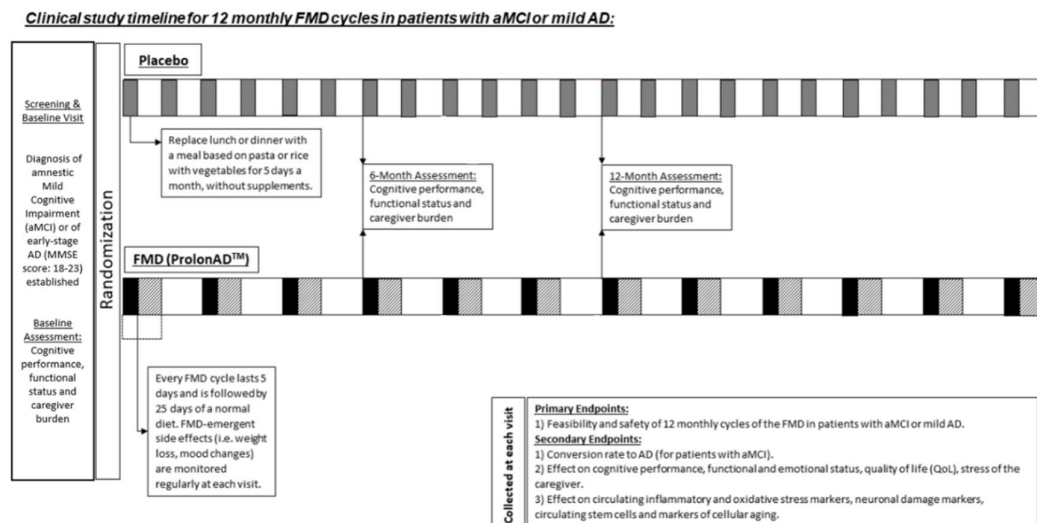 Clinical study timeline for 12 monthly FMD cycles in patients with aMCI or mild AD:
Screening &
Baseline Visit
Diagnosis of
amnestic
Mild
Cognitive
Impairment
(aMCI) or of
early-stage
AD (MMSE
score: 18-23)
established
Baseline
Assessment:
Cognitive
performance,
functional
status and
caregiver
burden
Randomization
Placebo
Replace lunch or dinner with
a meal based on pasta or rice
with vegetables for 5 days a
month, without supplements.
6-Month Assessment:
Cognitive performance,
functional status and
caregiver burden
12-Month Assessment:
Cognitive performance,
functional status and
caregiver burden
FMD (ProlonAD™)
Every FMD cycle lasts 5
days and is followed by
25 days of a normal
diet. FMD-emergent
side effects (i.e. weight
loss, mood changes)
are monitored
regularly at each visit.
Collected at each visit
Primary Endpoints:
1) Feasibility and safety of 12 monthly cycles of the FMD in patients with aMCI or mild AD.
Secondary Endpoints:
1) Conversion rate to AD (for patients with aMCI).
2) Effect on cognitive performance, functional and emotional status, quality of life (QoL), stress of the
caregiver.
3) Effect on circulating inflammatory and oxidative stress markers, neuronal damage markers,
circulating stem cells and markers of cellular aging.